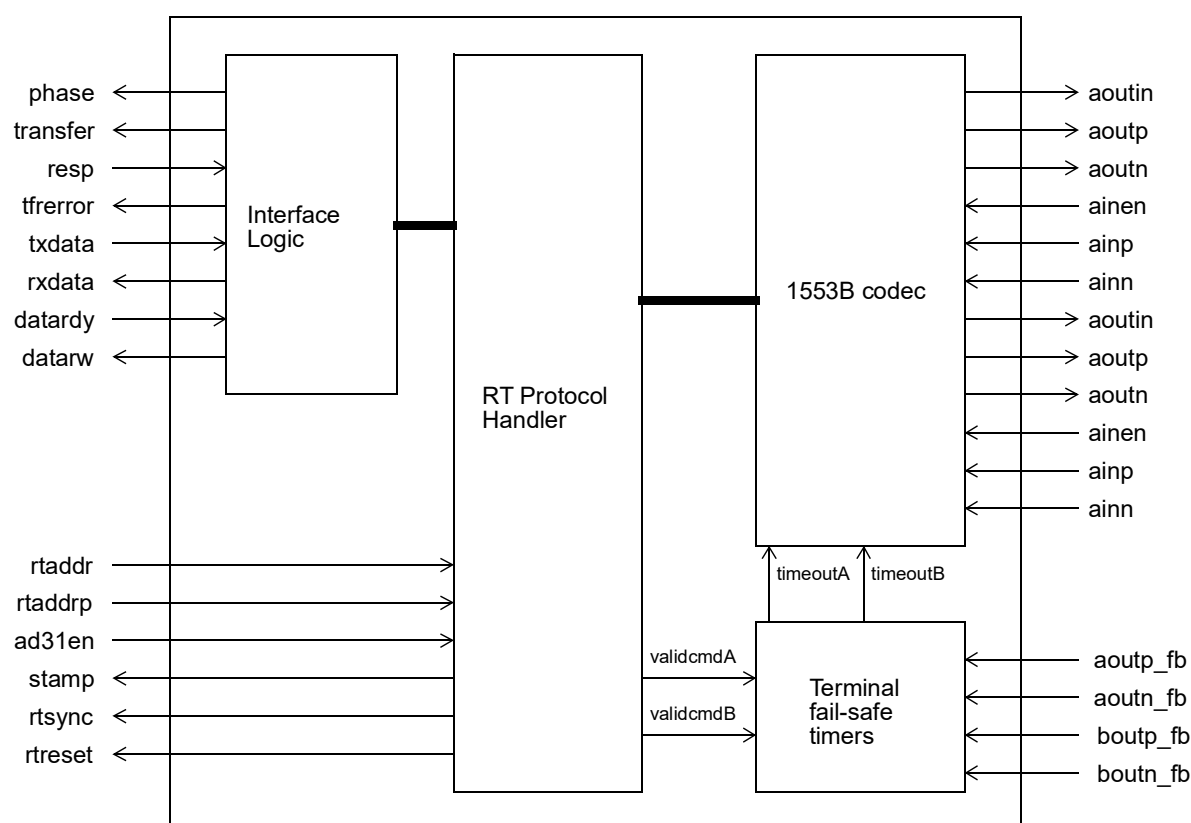 phase
transfer
resp
tfrerror
txdata
rxdata
datardy
datarw
Interface
Logic
RT Protocol
Handler
1553B codec
aoutin
aoutp
aoutn
ainen
ainp
ainn
aoutin
aoutp
aoutn
ainen
ainp
ainn
rtaddr
rtaddrp
ad31en
stamp
rtsync
rtreset
timeoutA
timeoutB
validcmdA
validcmdB
Terminal
fail-safe
timers
aoutp_fb
aoutn_fb
boutp_fb
boutn_fb